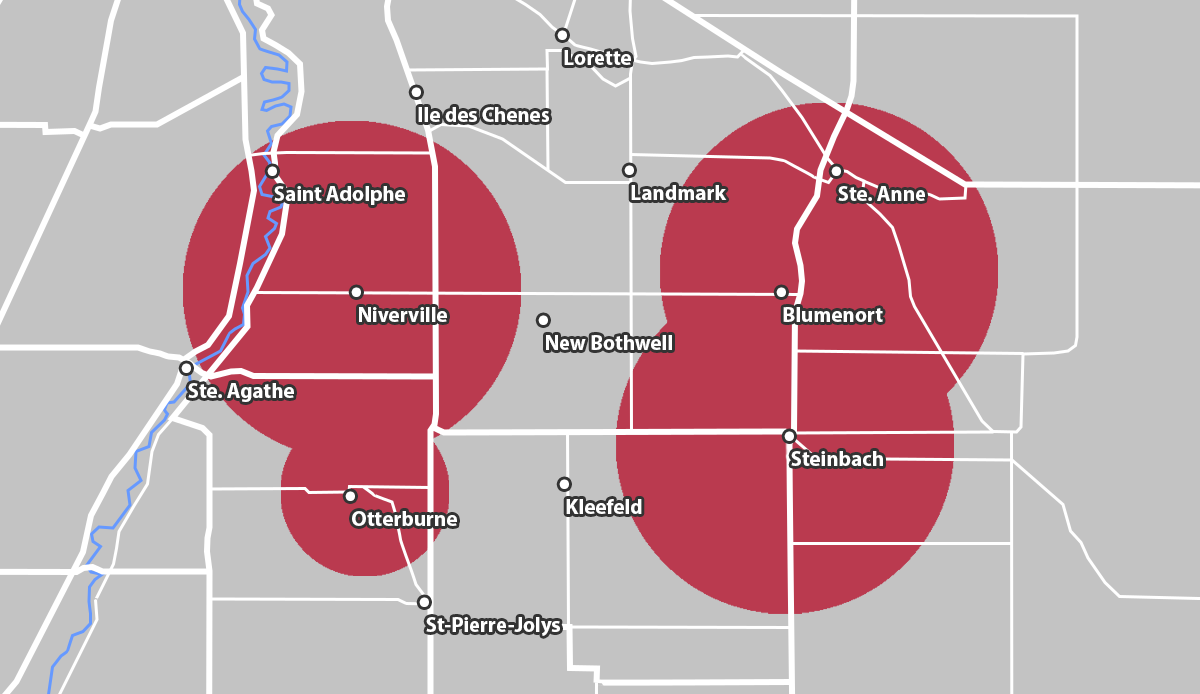 Lorette
Ile des Chenes
Saint Adolphe
Landmark
Ste. Anne
Niverville
Blumenort
New Bothwell
Ste. Agathe
Steinbach
Kleefeld
Otterburne
St-Pierre-Jolys